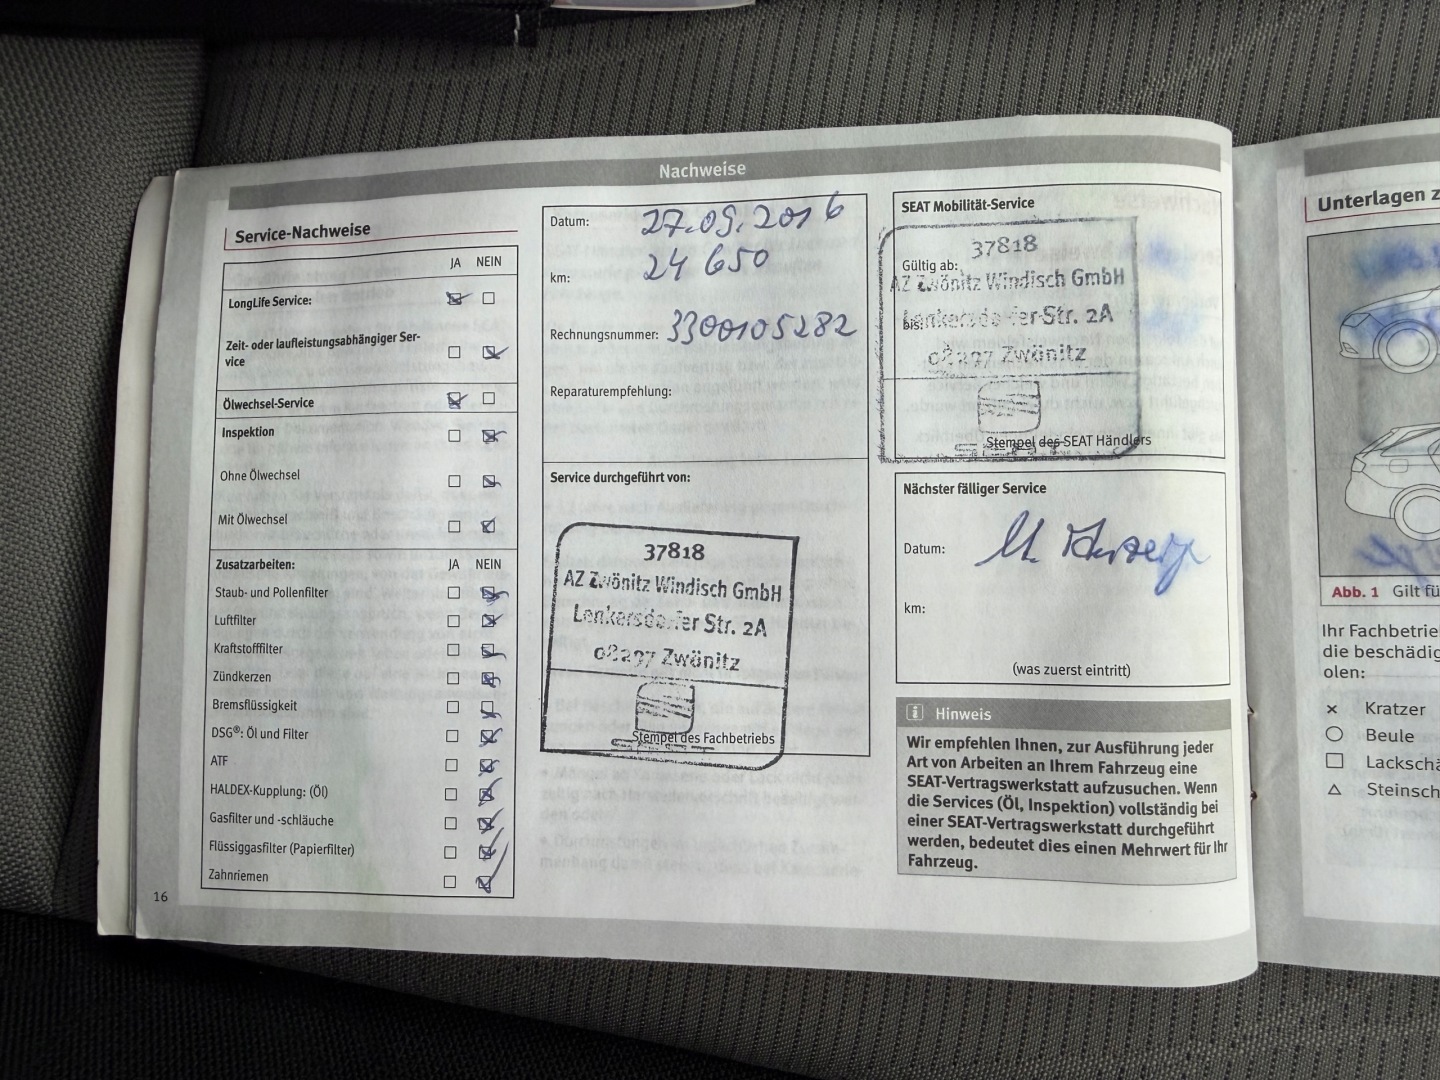 Nachweise
Service-Nachweise
JA NEIN
LongLife Service:
Zeit- oder laufleistungsabhängiger Ser-
vice
Ölwechsel-Service
Inspektion
Ohne Ölwechsel
Mit Ölwechsel
Zusatzarbeiten: JA NEIN
Staub- und Pollenfilter
Luftfilter
Kraftstofffilter
Zündkerzen
Bremsflüssigkeit
DSG®: Öl und Filter
ATF
HALDEX-Kupplung: (Öl)
Gasfilter und -schläuche
Flüssiggasfilter (Papierfilter)
Zahnriemen
16
Datum: 27.09.2016
km: 24 650
Rechnungsnummer: 3300105282
Reparaturempfehlung:
Service durchgeführt von:
37818
AZ Zwönitz Windisch GmbH
Lenkersdorfer Str. 2A
08297 Zwönitz
Stempel des Fachbetriebs
SEAT Mobilität-Service
37818
Gültig ab:
AZ Zwönitz Windisch GmbH
bis:
Lenkersdorfer Str. 2A
08297 Zwönitz
Stempel des SEAT Händlers
SEAT
Nächster fälliger Service
Datum:
km:
(was zuerst eintritt)
Hinweis
Wir empfehlen Ihnen, zur Ausführung jeder
Art von Arbeiten an Ihrem Fahrzeug eine
SEAT-Vertragswerkstatt aufzusuchen. Wenn
die Services (Öl, Inspektion) vollständig bei
einer SEAT-Vertragswerkstatt durchgeführt
werden, bedeutet dies einen Mehrwert für Ihr
Fahrzeug.
Unterlagen z
Abb. 1 Gilt fü
Ihr Fachbetrie
die beschädig
olen:
Kratzer
Beule
Lackschä
Steinsch